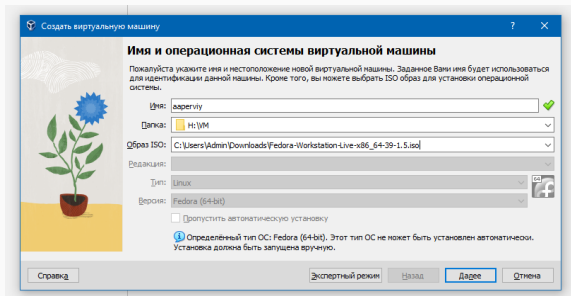 Создать виртуальную машину
Имя и операционная системы виртуальной машины
Пожалуйста укажите имя и местоположение новой виртуальной машины. Заданное Вами имя будет использоваться
для идентификации данной машины. Кроме того, вы можете выбрать ISO образ для установки операционной
системы.
Имя: aaperviy
Папка: H:\VM
Образ ISO: C:\Users\Admin\Downloads\Fedora-Workstation-Live-x86_64-39-1.5.iso
Редакция:
Тип: Linux
64
Версия: Fedora (64-bit)
Пропустить автоматическую установку
Определённый тип ОС: Fedora (64-bit). Этот тип ОС не может быть установлен автоматически.
Установка должна быть запущена вручную.
Справка Экспертный режим Назад Далее Отмена